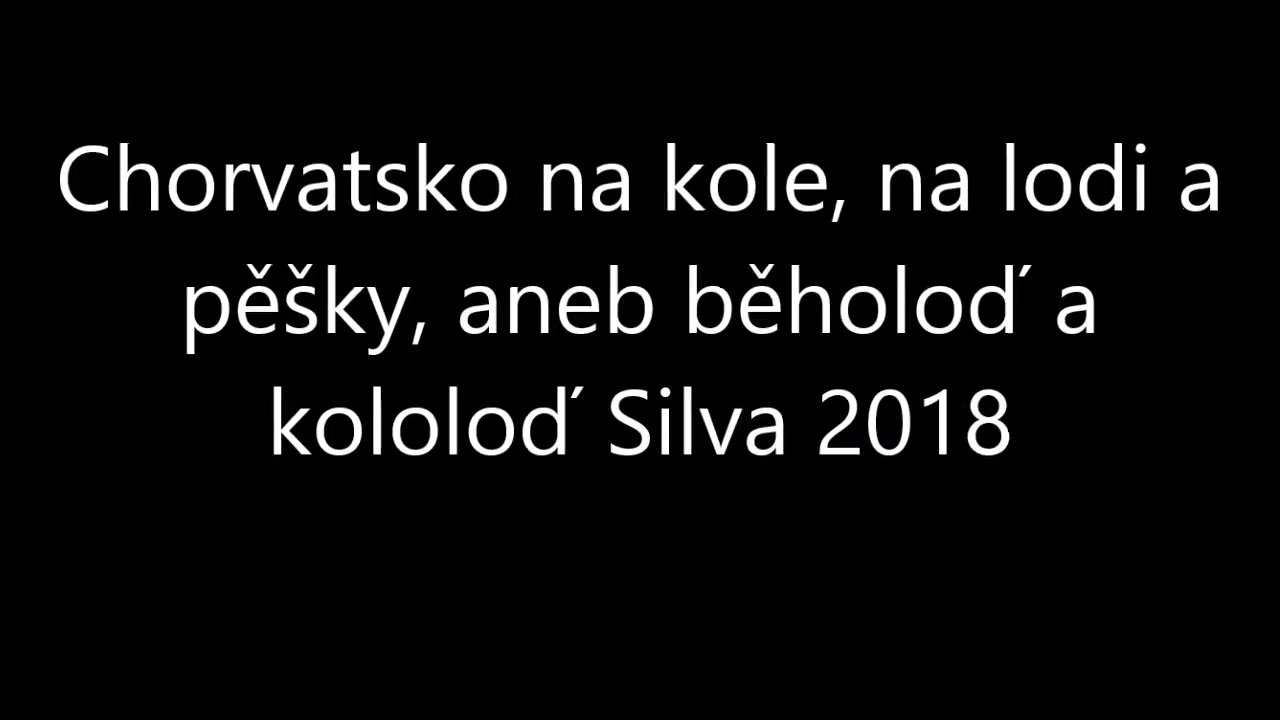 Chorvatsko na kole, na lodi a
pěšky, aneb běholoď a
kololoď Silva 2018